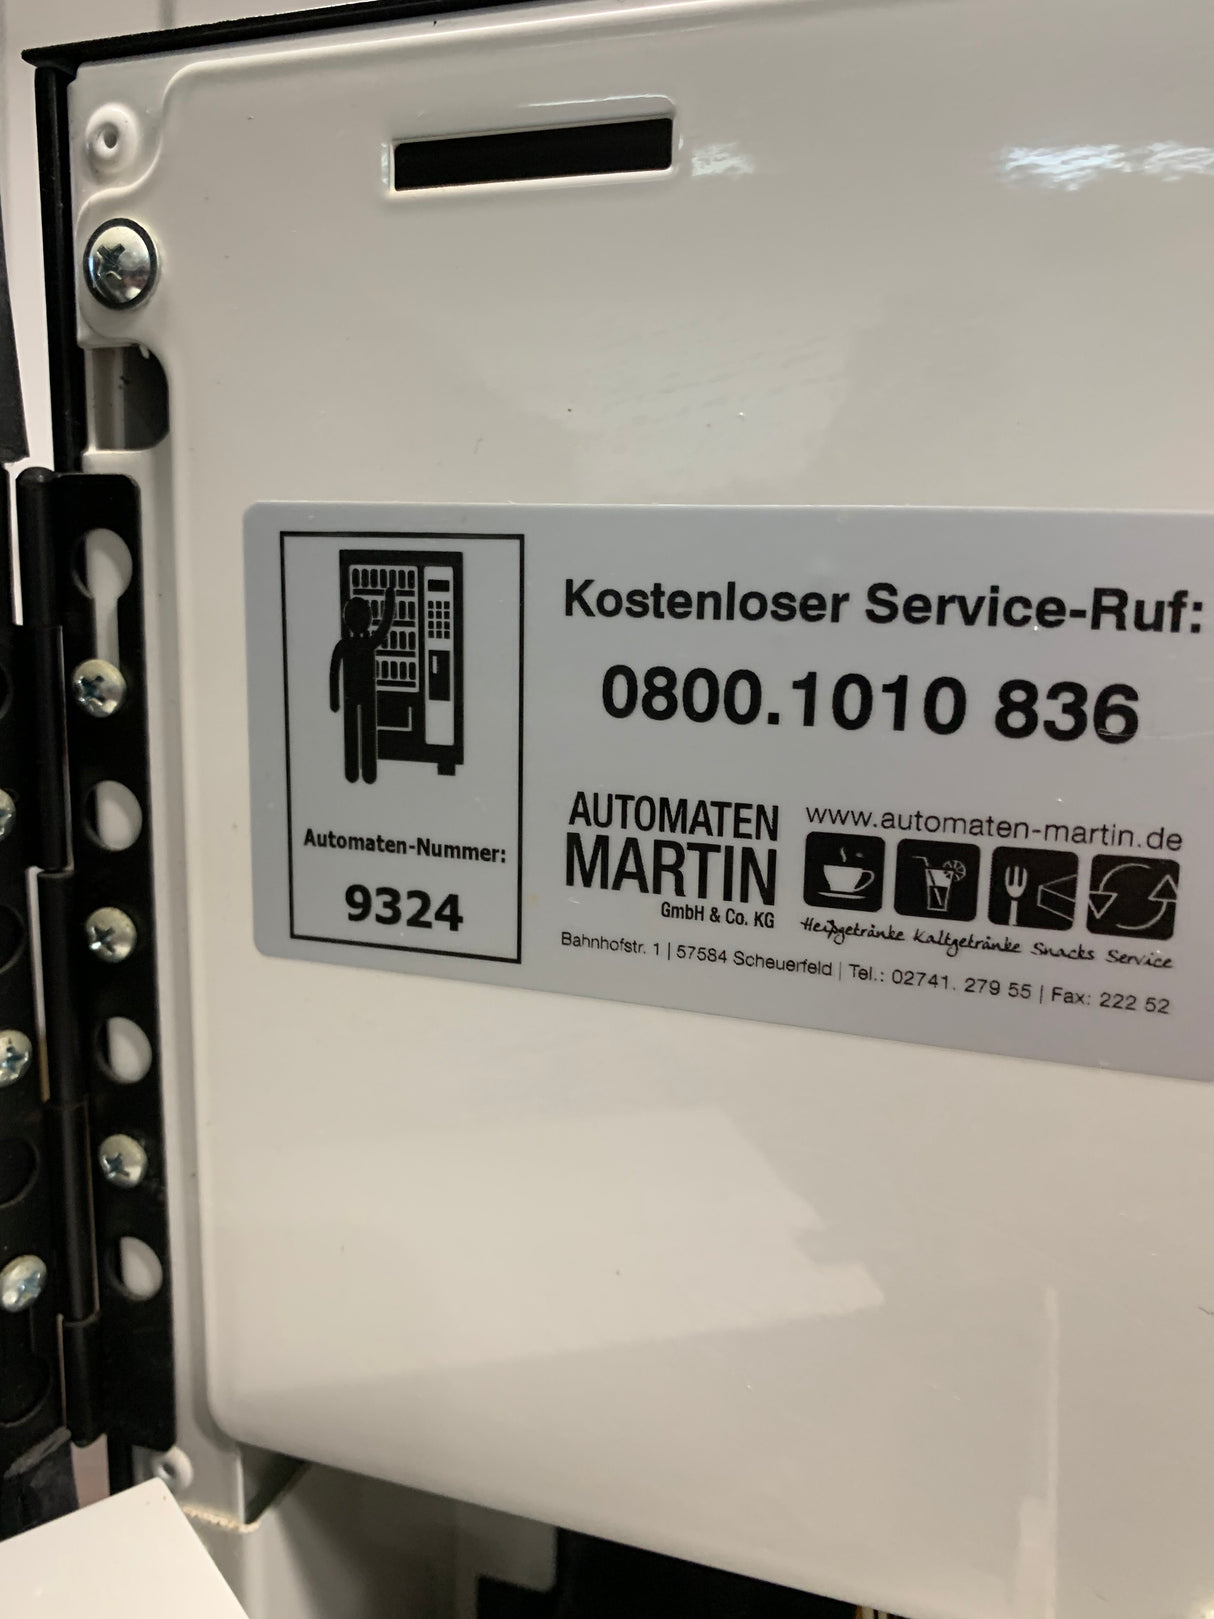 Kostenloser Service-Ruf:
0800.1010 836
Automaten-Nummer:
9324
AUTOMATEN
MARTIN
GmbH & Co. KG
www.automaten-martin.de
Heißgetränke Kaltgetränke Snacks Service
Bahnhofstr. 1 | 57584 Scheuerfeld | Tel.: 02741. 279 55 | Fax: 222 52